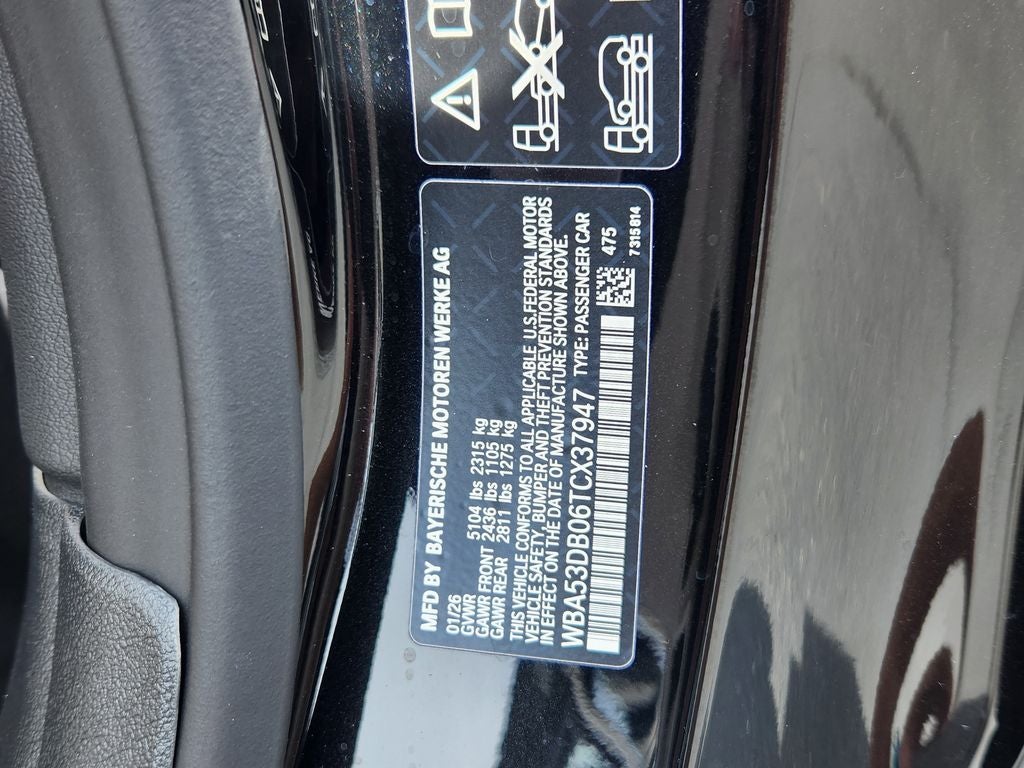 MFD BY BAYERISCHE MOTOREN WERKE AG
01/26
GVWR 5104 lbs 2315 kg
GAWR FRONT 2436 lbs 1105 kg
GAWR REAR 2811 lbs 1275 kg
THIS VEHICLE CONFORMS TO ALL APPLICABLE U.S. FEDERAL MOTOR
VEHICLE SAFETY, BUMPER AND THEFT PREVENTION STANDARDS
IN EFFECT ON THE DATE OF MANUFACTURE SHOWN ABOVE.
WBA53DB06TCX37947 TYPE: PASSENGER CAR
475
7315814